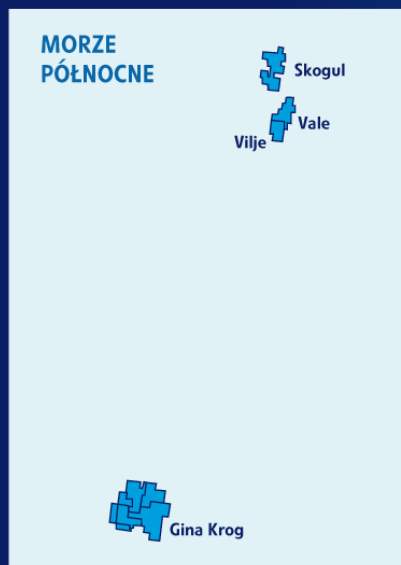 MORZE
PÓŁNOCNE
Skogul
Vale
Vilje
Gina Krog